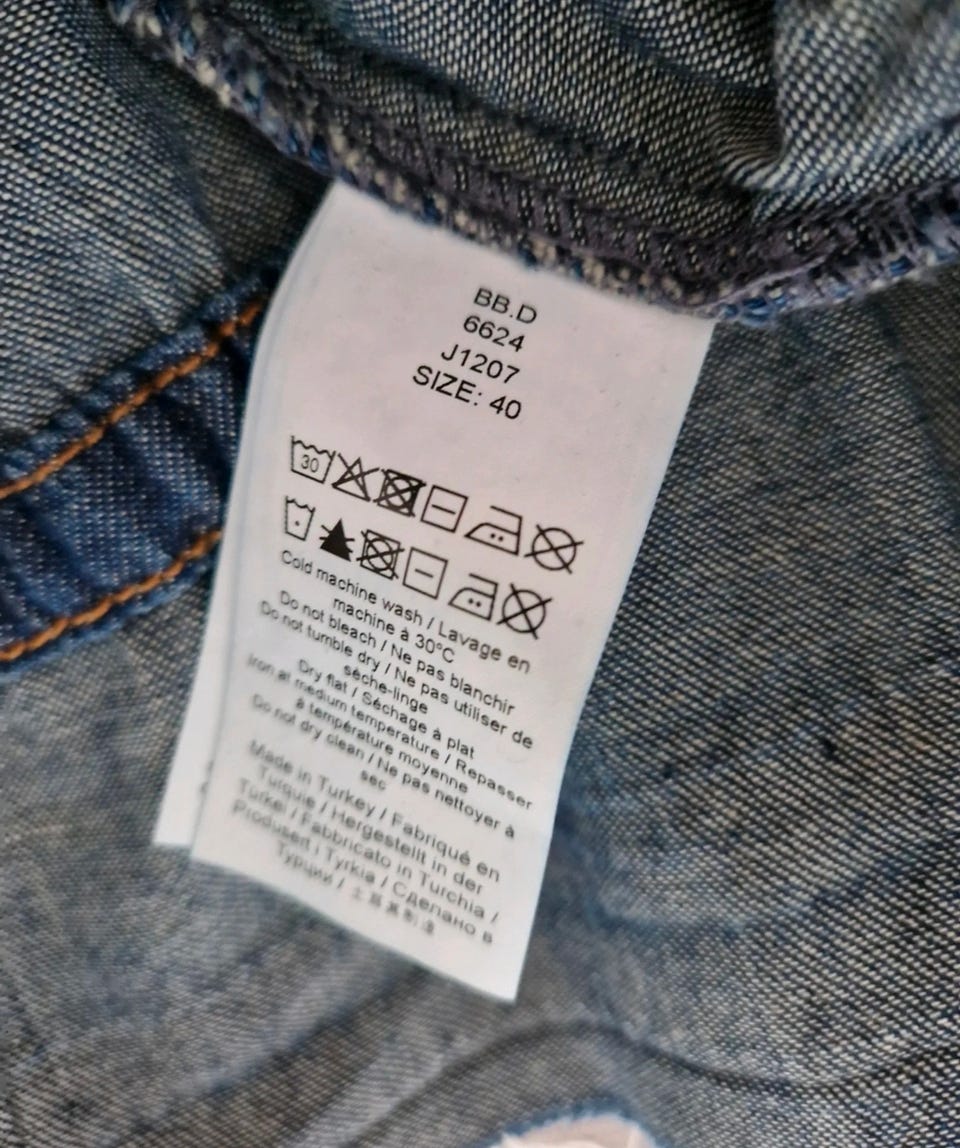 BB.D
6624
J1207
SIZE: 40
30
Cold machine wash / Lavage en
machine à 30°C
Do not bleach / Ne pas blanchir
Do not tumble dry / Ne pas utiliser de
sèche-linge
Dry flat / Séchage à plat
Iron at medium temperature / Repasser
à température moyenne
Do not dry clean / Ne pas nettoyer à
sec
Made in Turkey / Fabriqué en
Turquie / Hergestellt in der
Türkei / Fabbricato in Turchia /
Produsert i Tyrkia / Сделано в
Турции /